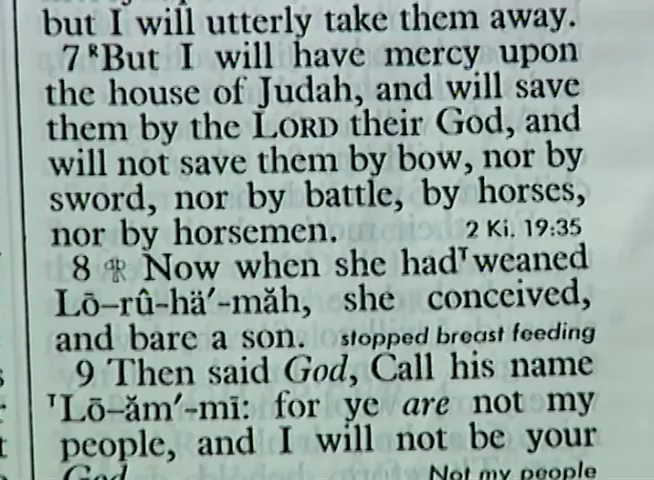 but I will utterly take them away.
7 ᴿBut I will have mercy upon
the house of Judah, and will save
them by the LORD their God, and
will not save them by bow, nor by
sword, nor by battle, by horses,
nor by horsemen. 2 Ki. 19:35
8 Now when she had ᵀweaned
Lō–rû-hä′-măh, she conceived,
and bare a son. stopped breast feeding
9 Then said God, Call his name
ᵀLō–ăm′-mī: for ye are not my
people, and I will not be your
God Not my people